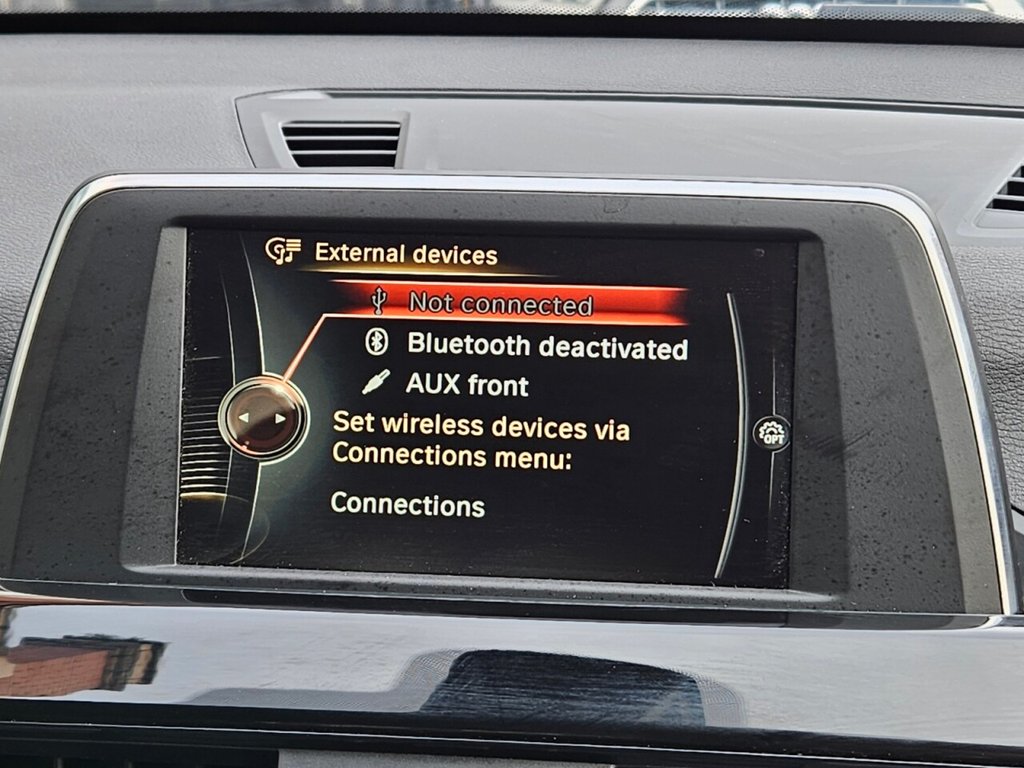 External devices
Not connected
Bluetooth deactivated
AUX front
Set wireless devices via
Connections menu:
OPT
Connections